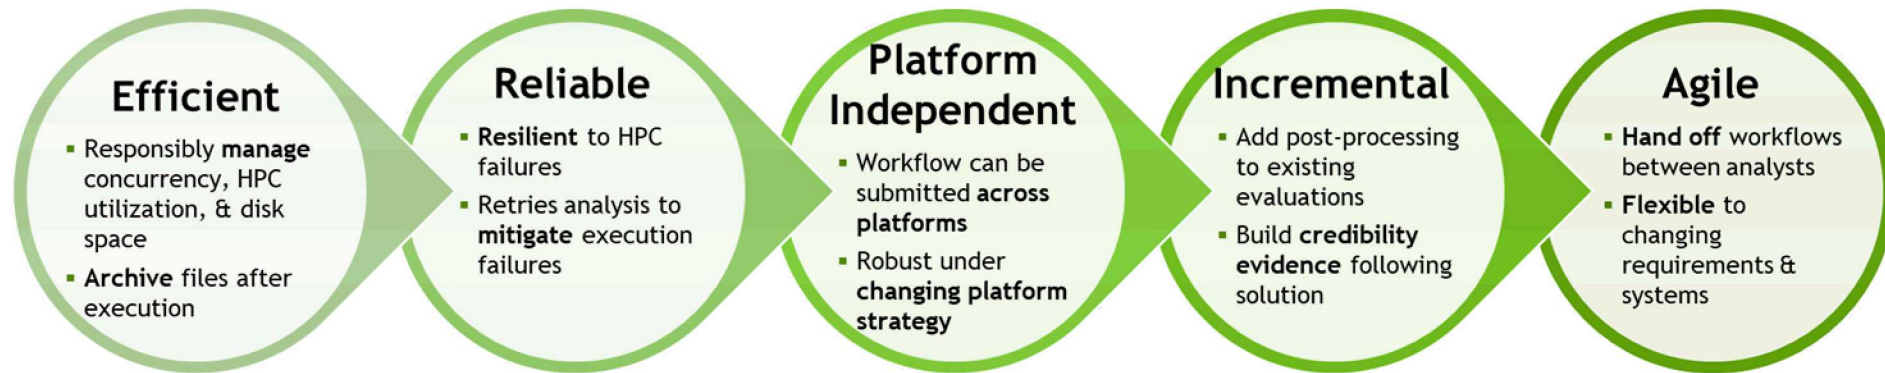 Efficient
▪ Responsibly manage
concurrency, HPC
utilization, & disk
space
▪ Archive files after
execution
Reliable
▪ Resilient to HPC
failures
▪ Retries analysis to
mitigate execution
failures
Platform
Independent
▪ Workflow can be
submitted across
platforms
▪ Robust under
changing platform
strategy
Incremental
▪ Add post-processing
to existing
evaluations
▪ Build credibility
evidence following
solution
Agile
▪ Hand off workflows
between analysts
▪ Flexible to
changing
requirements &
systems